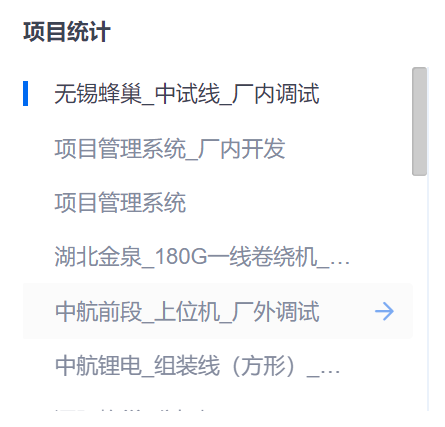 项目统计
无锡蜂巢_中试线_厂内调试
项目管理系统_厂内开发
项目管理系统
湖北金泉_180G一线卷绕机_...
中航前段_上位机_厂外调试
中航锂电_组装线（方形）_...